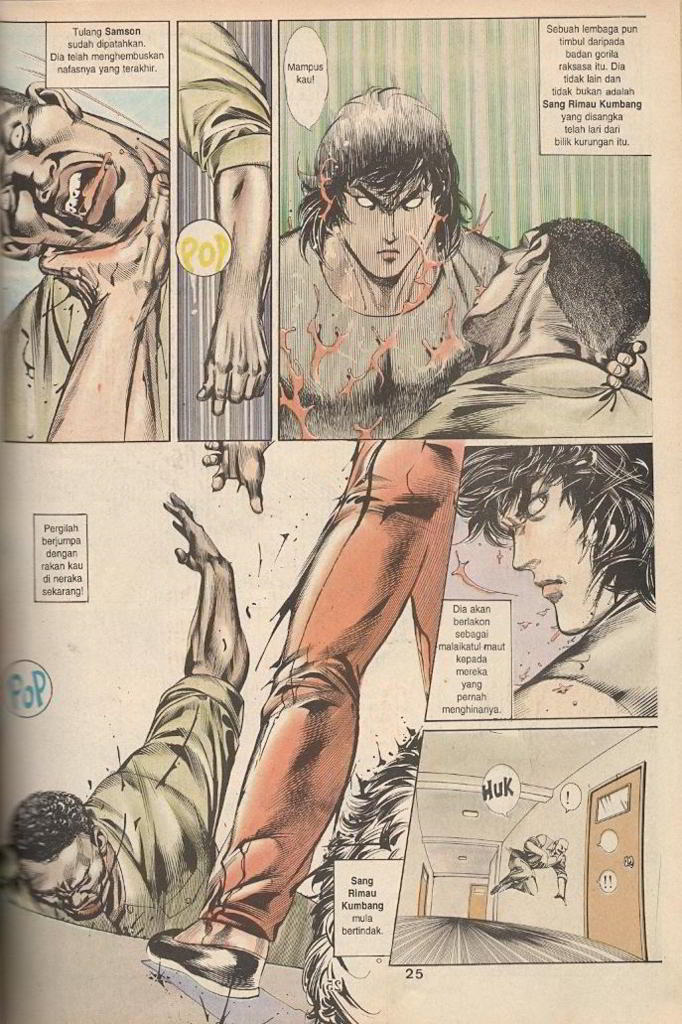 Tulang Samson
sudah dipatahkan.
Dia telah menghembuskan
nafasnya yang terakhir.
POP
Mampus
kau!
Sebuah lembaga pun
timbul daripada
badan gorila
raksasa itu. Dia
tidak lain dan
tidak bukan adalah
Sang Rimau Kumbang
yang disangka
telah lari dari
bilik kurungan itu.
Pergilah
berjumpa
dengan
rakan kau
di neraka
sekarang!
POP
Dia akan
berlakon
sebagai
malaikatul maut
kepada
mereka
yang
pernah
menghinanya.
HUK
!
!!
Sang
Rimau
Kumbang
mula
bertindak.
25